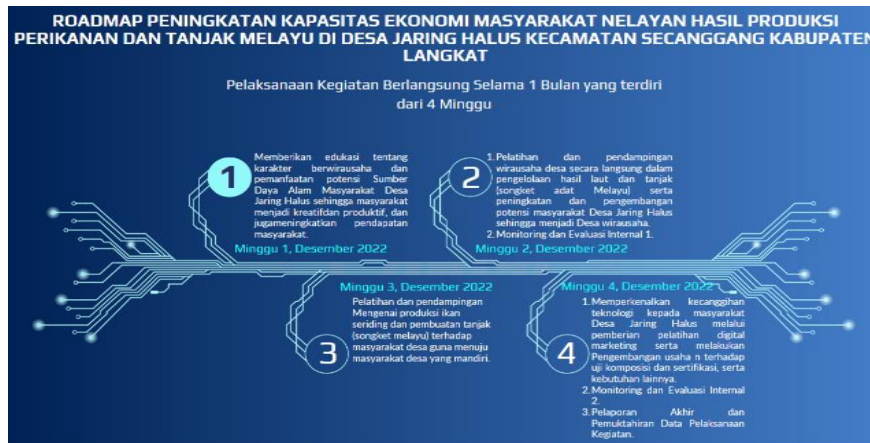 ROADMAP PENINGKATAN KAPASITAS EKONOMI MASYARAKAT NELAYAN HASIL PRODUKSI
PERIKANAN DAN TANJAK MELAYU DI DESA JARING HALUS KECAMATAN SECANGGANG KABUPATEN
LANGKAT
Pelaksanaan Kegiatan Berlangsung Selama 1 Bulan yang terdiri
dari 4 Minggu
1
Memberikan edukasi tentang
karakter berwirausaha dan
pemanfaatan potensi Sumber
Daya Alam Masyarakat Desa
Jaring Halus sehingga masyarakat
menjadi kreatifdan produktif, dan
jugameningkatkan pendapatan
masyarakat.
Minggu 1, Desember 2022
2
1. Pelatihan dan pendampingan
wirausaha desa secara langsung dalam
pengelolaan hasil laut dan tanjak
(songket adat Melayu) serta
peningkatan dan pengembangan
potensi masyarakat Desa Jaring Halus
sehingga menjadi Desa wirausaha.
2. Monitoring dan Evaluasi Internal 1.
Minggu 2, Desember 2022
Minggu 3, Desember 2022
3
Pelatihan dan pendampingan
Mengenai produksi ikan
seriding dan pembuatan tanjak
(songket melayu) terhadap
masyarakat desa guna menuju
masyarakat desa yang mandiri.
Minggu 4, Desember 2022
4
1. Memperkenalkan kecanggihan
teknologi kepada masyarakat
Desa Jaring Halus melalui
pemberian pelatihan digital
marketing serta melakukan
Pengembangan usaha n terhadap
uji komposisi dan sertifikasi, serta
kebutuhan lainnya.
2. Monitoring dan Evaluasi Internal
2.
3. Pelaporan Akhir dan
Pemuktahiran Data Pelaksanaan
Kegiatan.